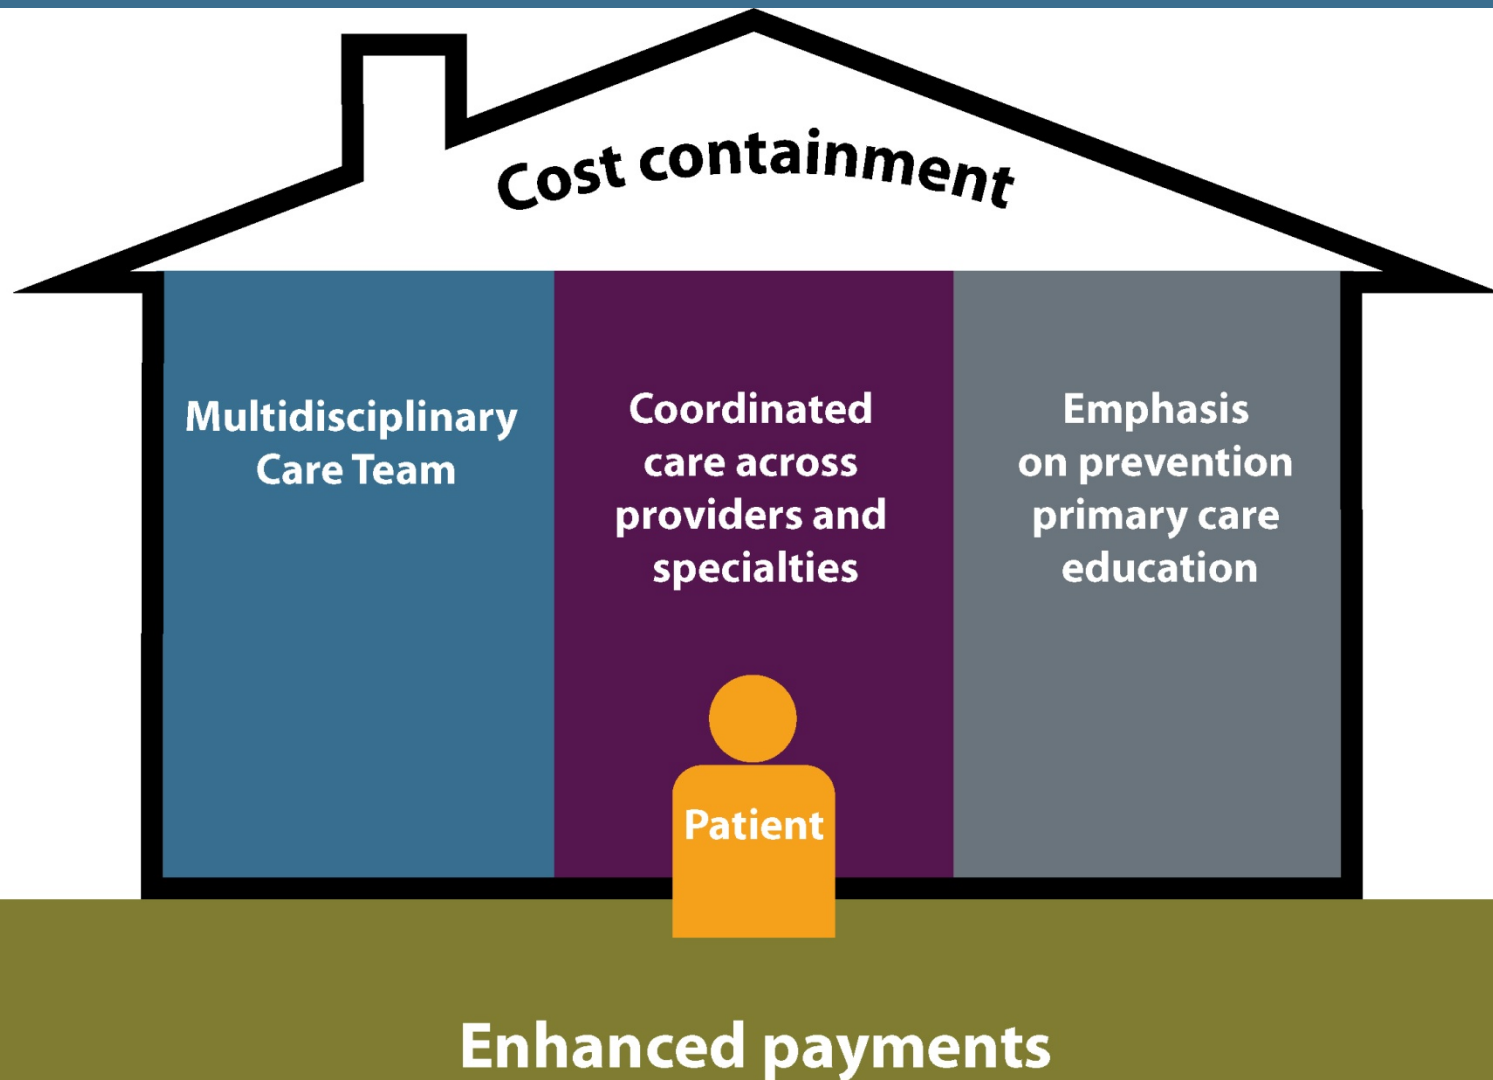 Cost containment
Multidisciplinary
Care Team
Coordinated
care across
providers and
specialties
Emphasis
on prevention
primary care
education
Patient
Enhanced payments